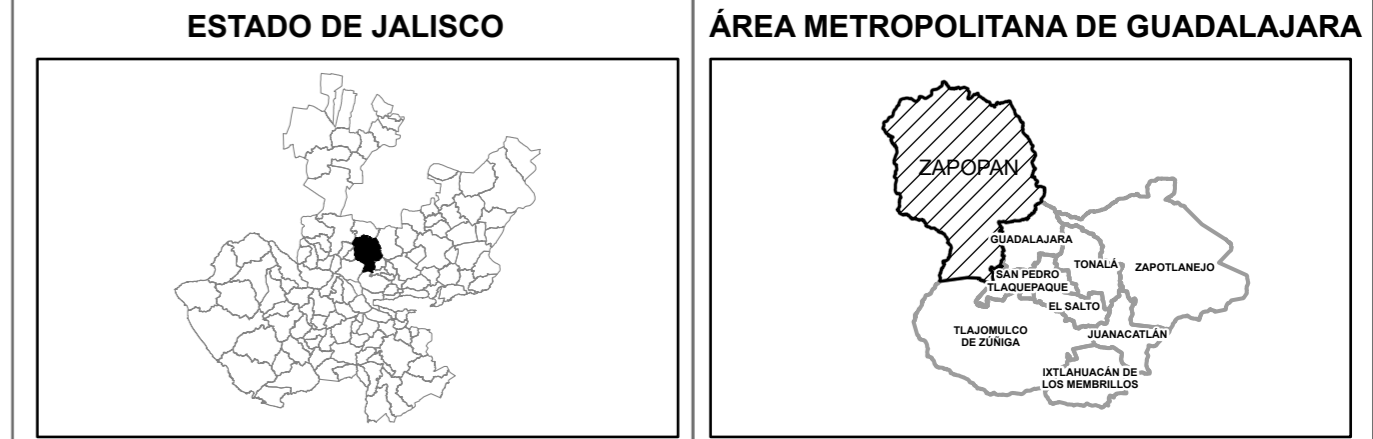 ESTADO DE JALISCO
ÁREA METROPOLITANA DE GUADALAJARA
ZAPOPAN
GUADALAJARA
TONALÁ
ZAPOTLANEJO
SAN PEDRO
TLAQUEPAQUE
EL SALTO
TLAJOMULCO
DE ZÚÑIGA
JUANACATLÁN
IXTLAHUACÁN DE
LOS MEMBRILLOS